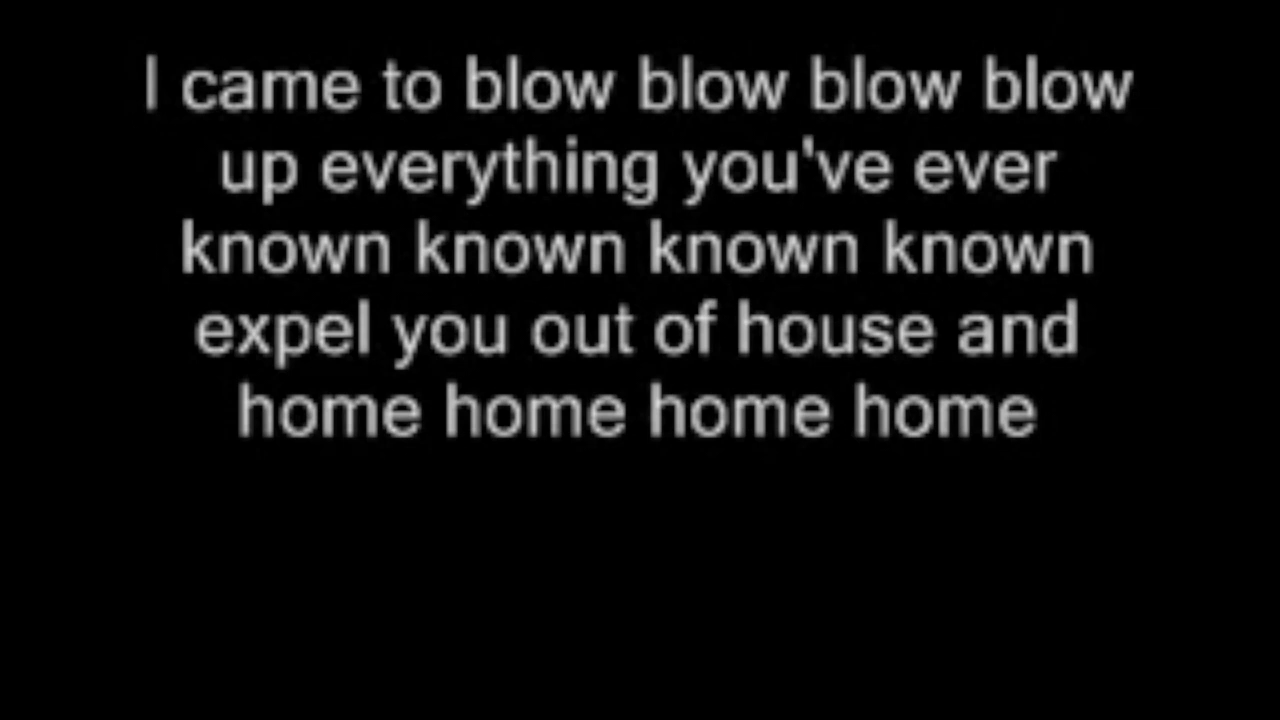 I came to blow blow blow blow
up everything you've ever
known known known known
expel you out of house and
home home home home